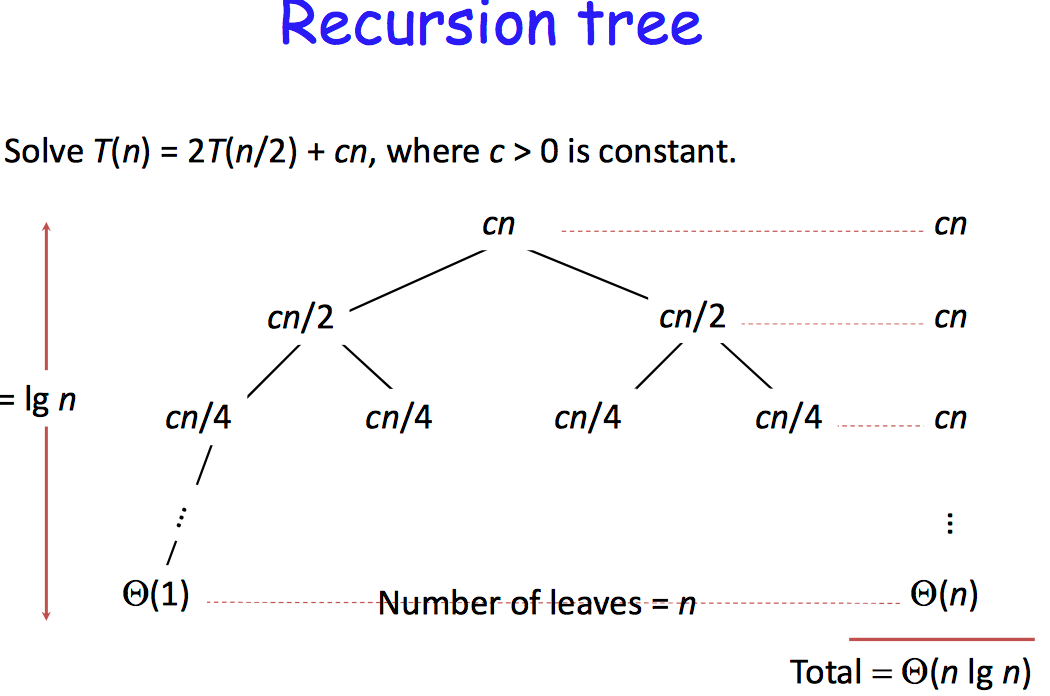 Recursion tree
Solve T(n) = 2T(n/2) + cn, where c > 0 is constant.
cn cn
cn/2 cn/2 cn
= lg n
cn/4 cn/4 cn/4 cn/4 cn
⋮ ⋮
Θ(1) Number of leaves = n Θ(n)
Total = Θ(n lg n)